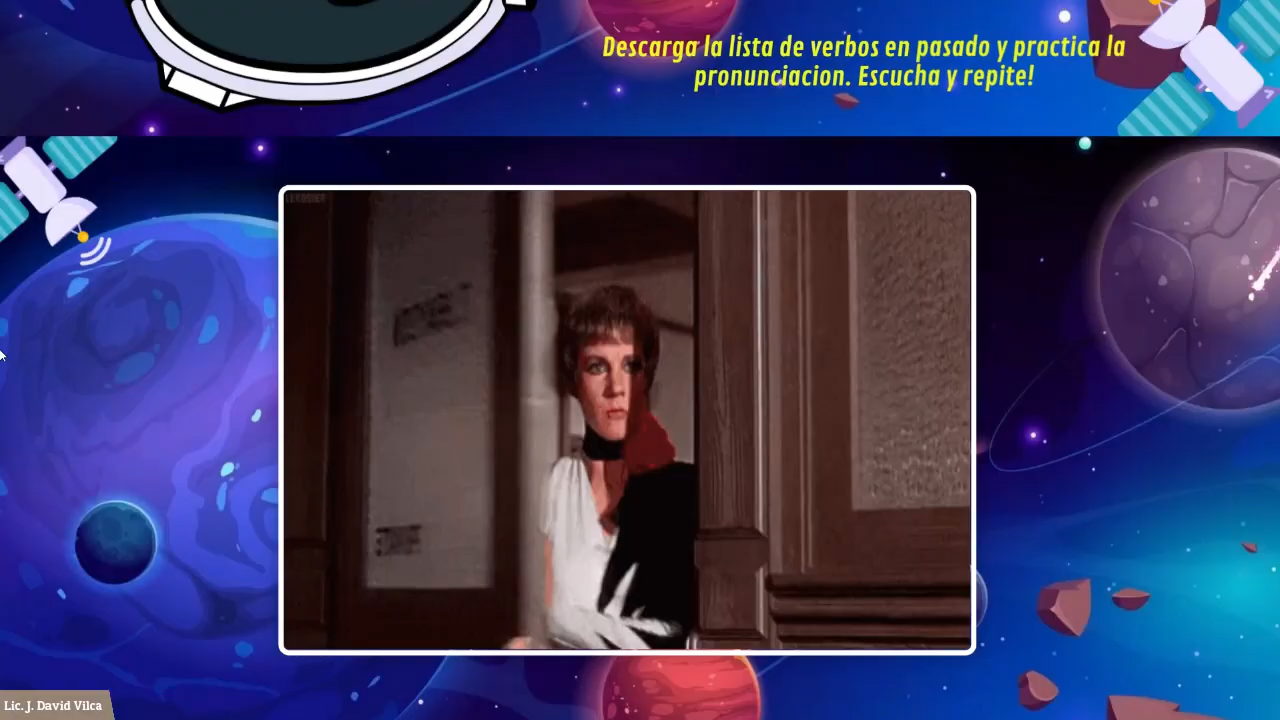 Descarga la lista de verbos en pasado y practica la
pronunciacion. Escucha y repite!
Lic. J. David Vilca